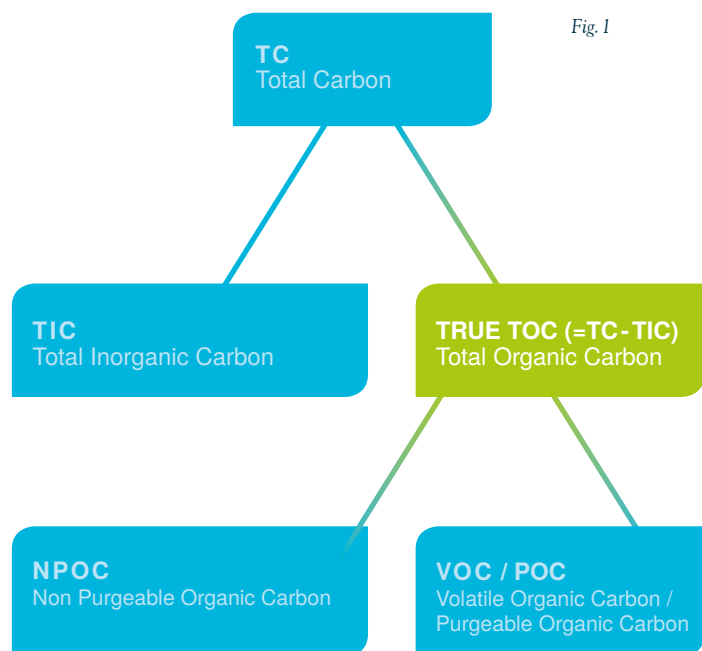 Fig. 1
TC
Total Carbon
TIC
Total Inorganic Carbon
TRUE TOC (=TC-TIC)
Total Organic Carbon
NPOC
Non Purgeable Organic Carbon
VOC / POC
Volatile Organic Carbon /
Purgeable Organic Carbon